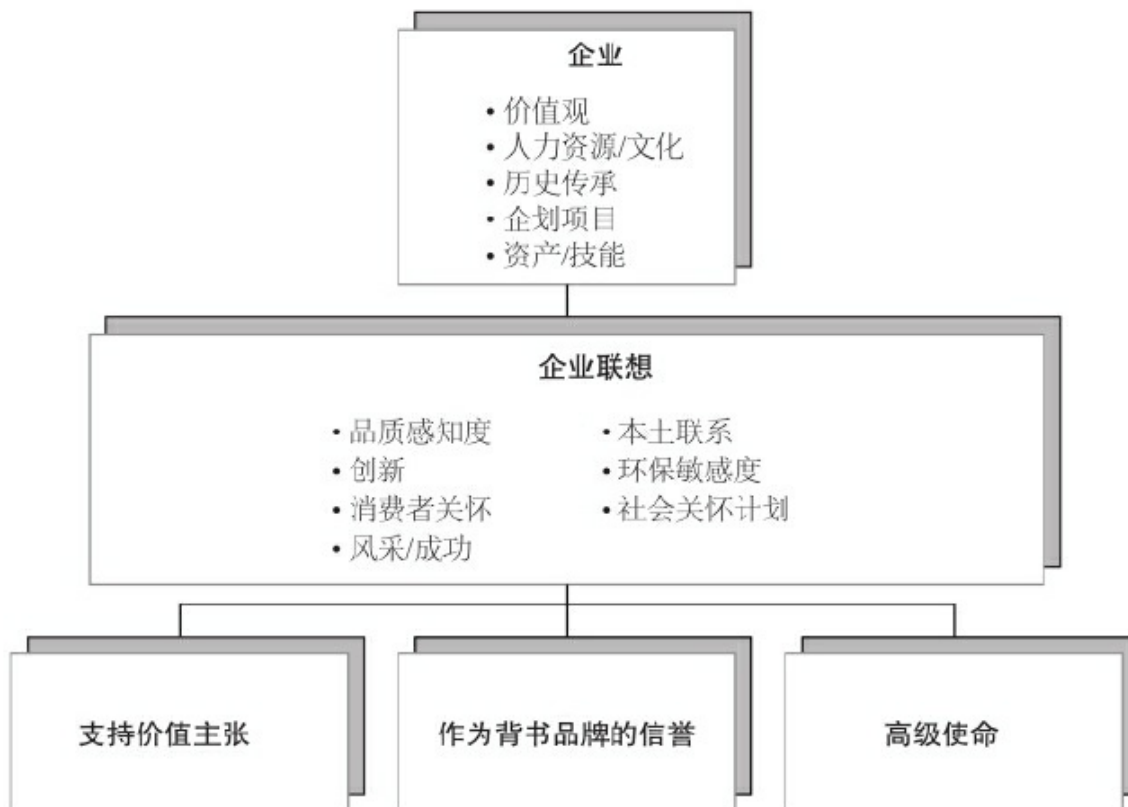 企业
• 价值观
• 人力资源/文化
• 历史传承
• 企划项目
• 资产/技能
企业联想
• 品质感知度
• 创新
• 消费者关怀
• 风采/成功
• 本土联系
• 环保敏感度
• 社会关怀计划
支持价值主张
作为背书品牌的信誉
高级使命